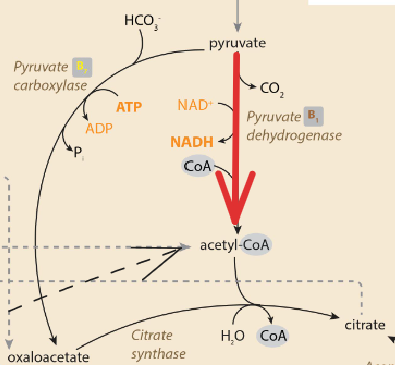 HCO₃⁻
pyruvate
Pyruvate B₇
carboxylase
CO₂
ATP
NAD⁺
Pyruvate B₁
dehydrogenase
ADP
NADH
Pᵢ
CoA
acetyl-CoA
Citrate
synthase
H₂O
CoA
citrate
oxaloacetate